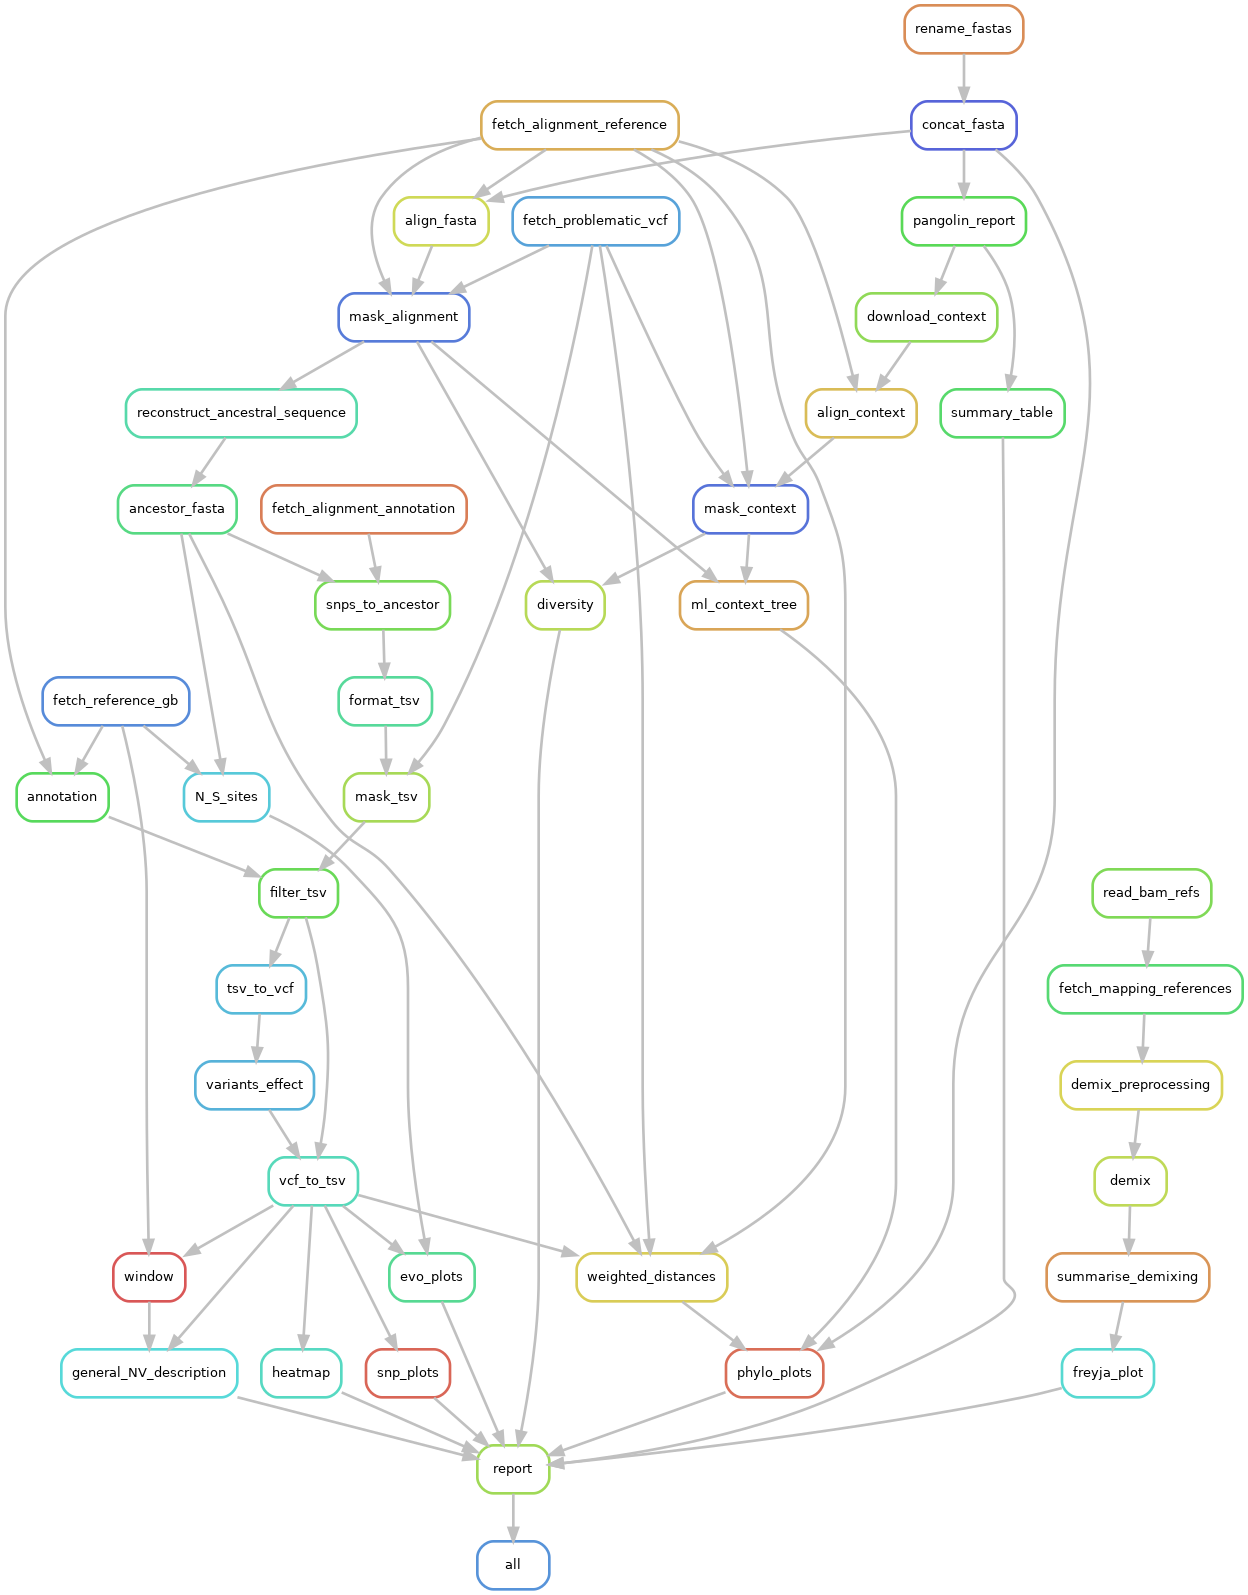 rename_fastas
fetch_alignment_reference
concat_fasta
align_fasta
fetch_problematic_vcf
pangolin_report
mask_alignment
download_context
reconstruct_ancestral_sequence
align_context
summary_table
ancestor_fasta
fetch_alignment_annotation
mask_context
snps_to_ancestor
diversity
ml_context_tree
fetch_reference_gb
format_tsv
annotation
N_S_sites
mask_tsv
filter_tsv
read_bam_refs
tsv_to_vcf
fetch_mapping_references
variants_effect
demix_preprocessing
vcf_to_tsv
demix
window
evo_plots
weighted_distances
summarise_demixing
general_NV_description
heatmap
snp_plots
phylo_plots
freyja_plot
report
all